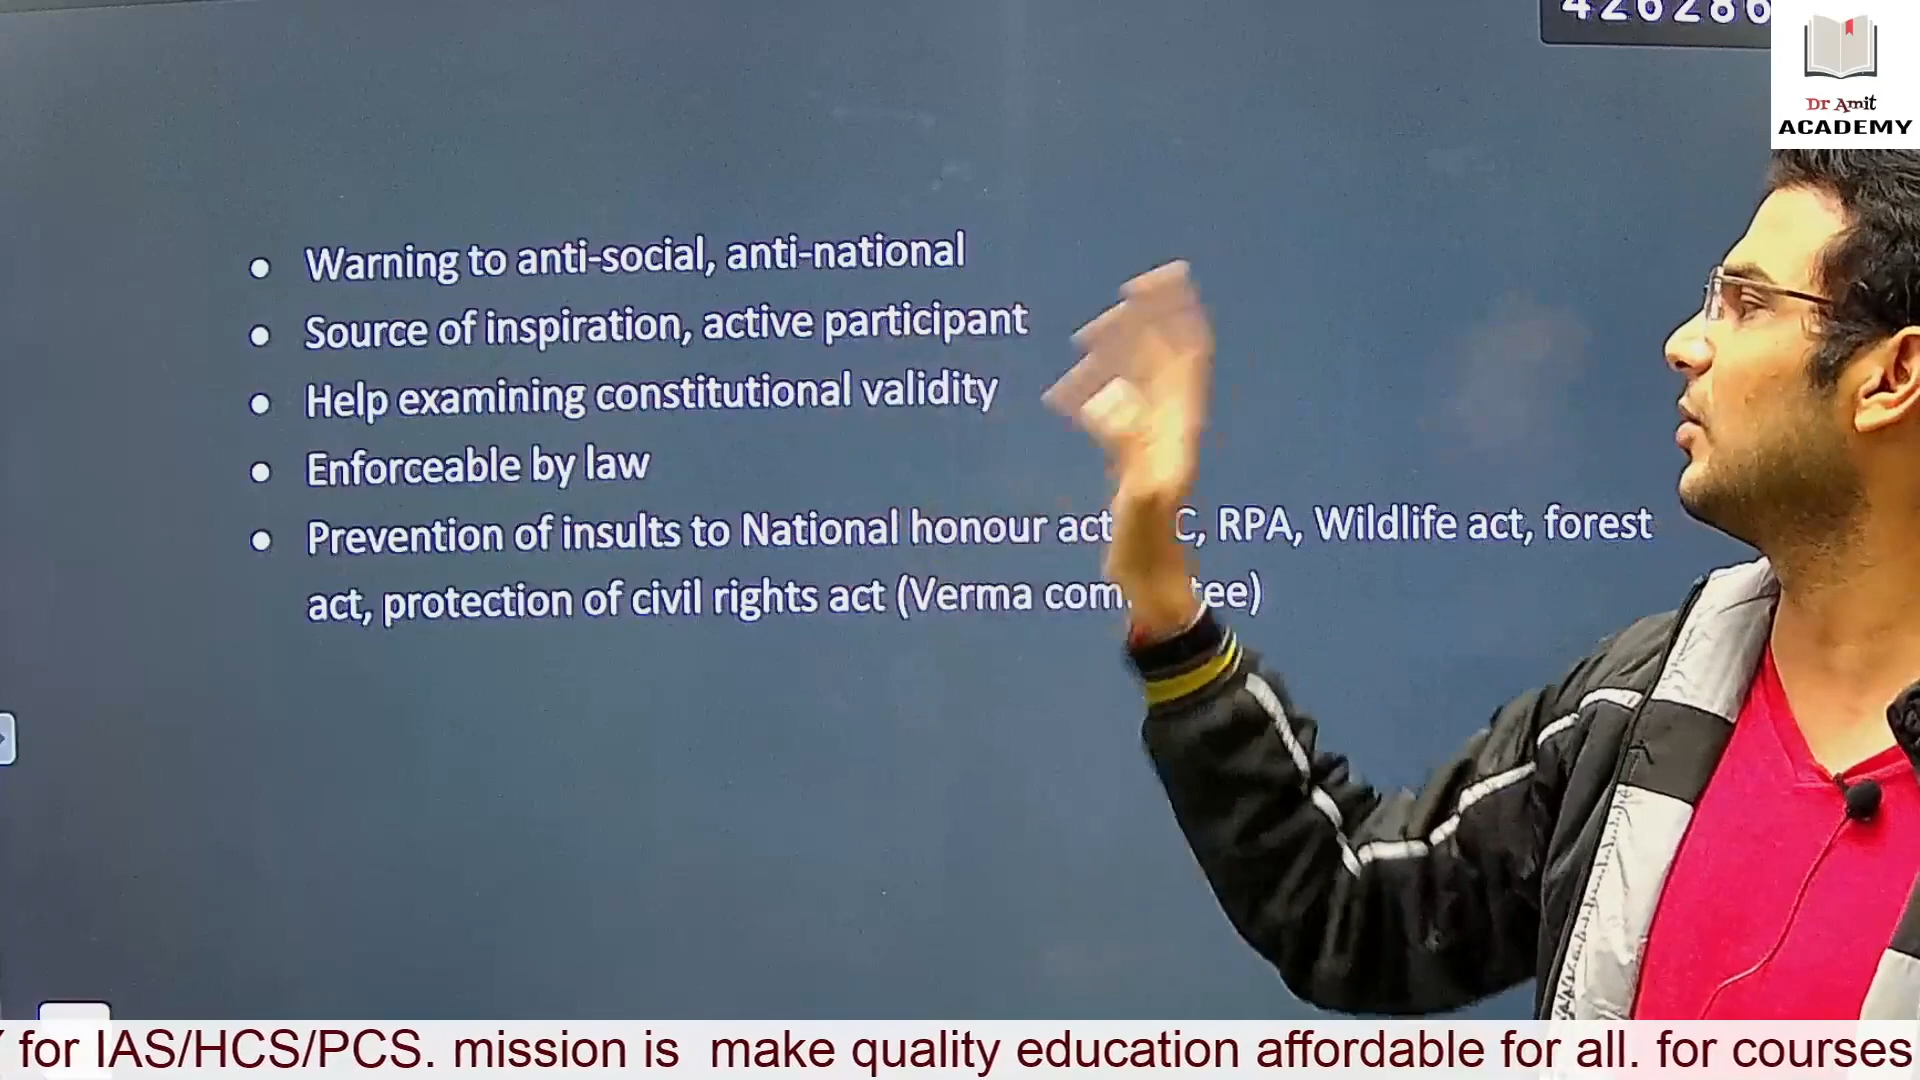 426286
Dr Amit
ACADEMY
Warning to anti-social, anti-national
Source of inspiration, active participant
Help examining constitutional validity
Enforceable by law
Prevention of insults to National honour act C, RPA, Wildlife act, forest
act, protection of civil rights act (Verma com tee)
for IAS/HCS/PCS. mission is make quality education affordable for all. for courses